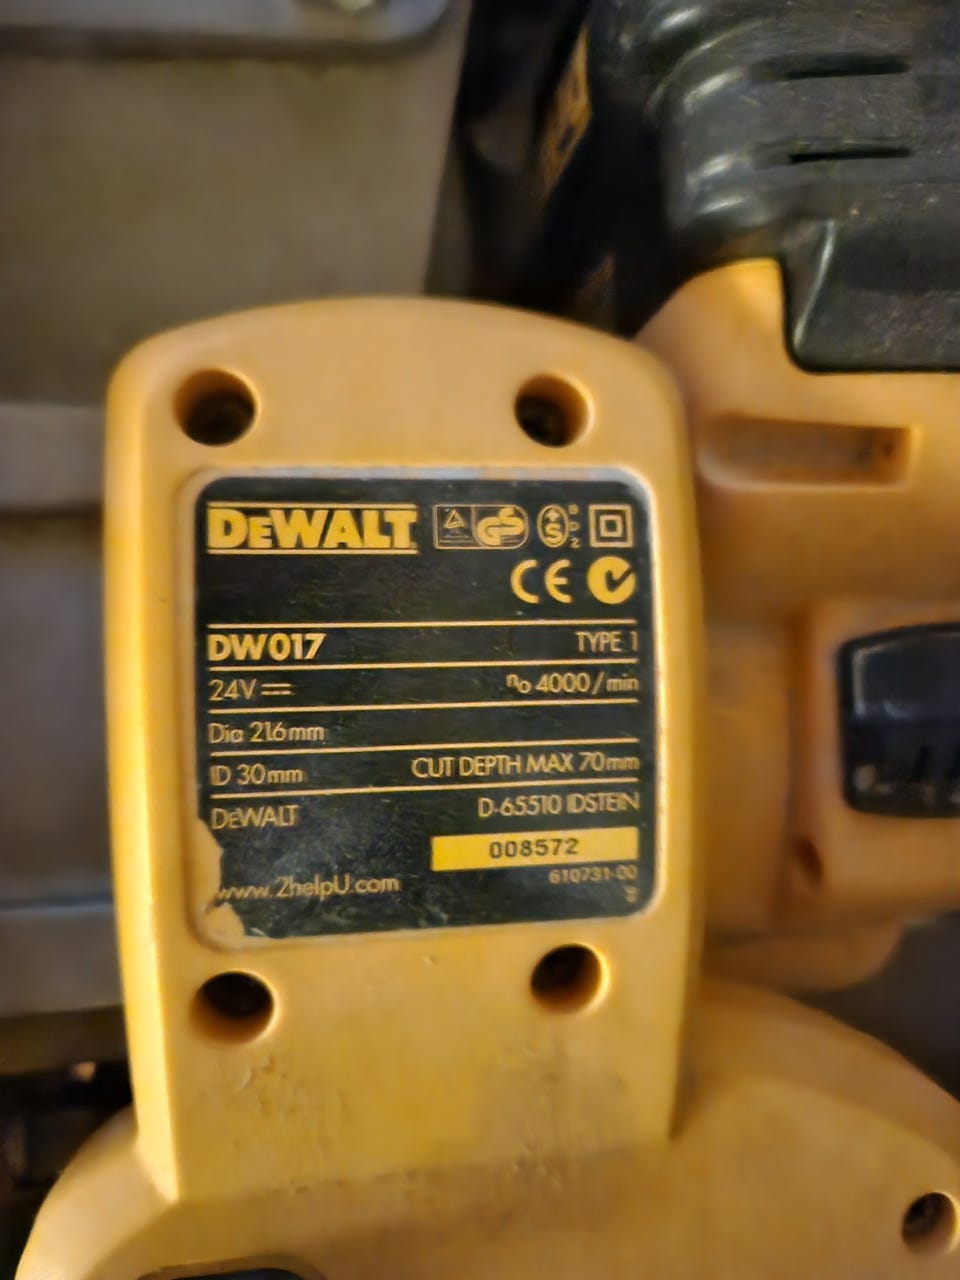 DEWALT
CE
DW017 TYPE 1
24V n₀ 4000/min
Dia 216mm
ID 30mm CUT DEPTH MAX 70mm
DEWALT D-65510 IDSTEIN
008572
www.2helpU.com 610731-00